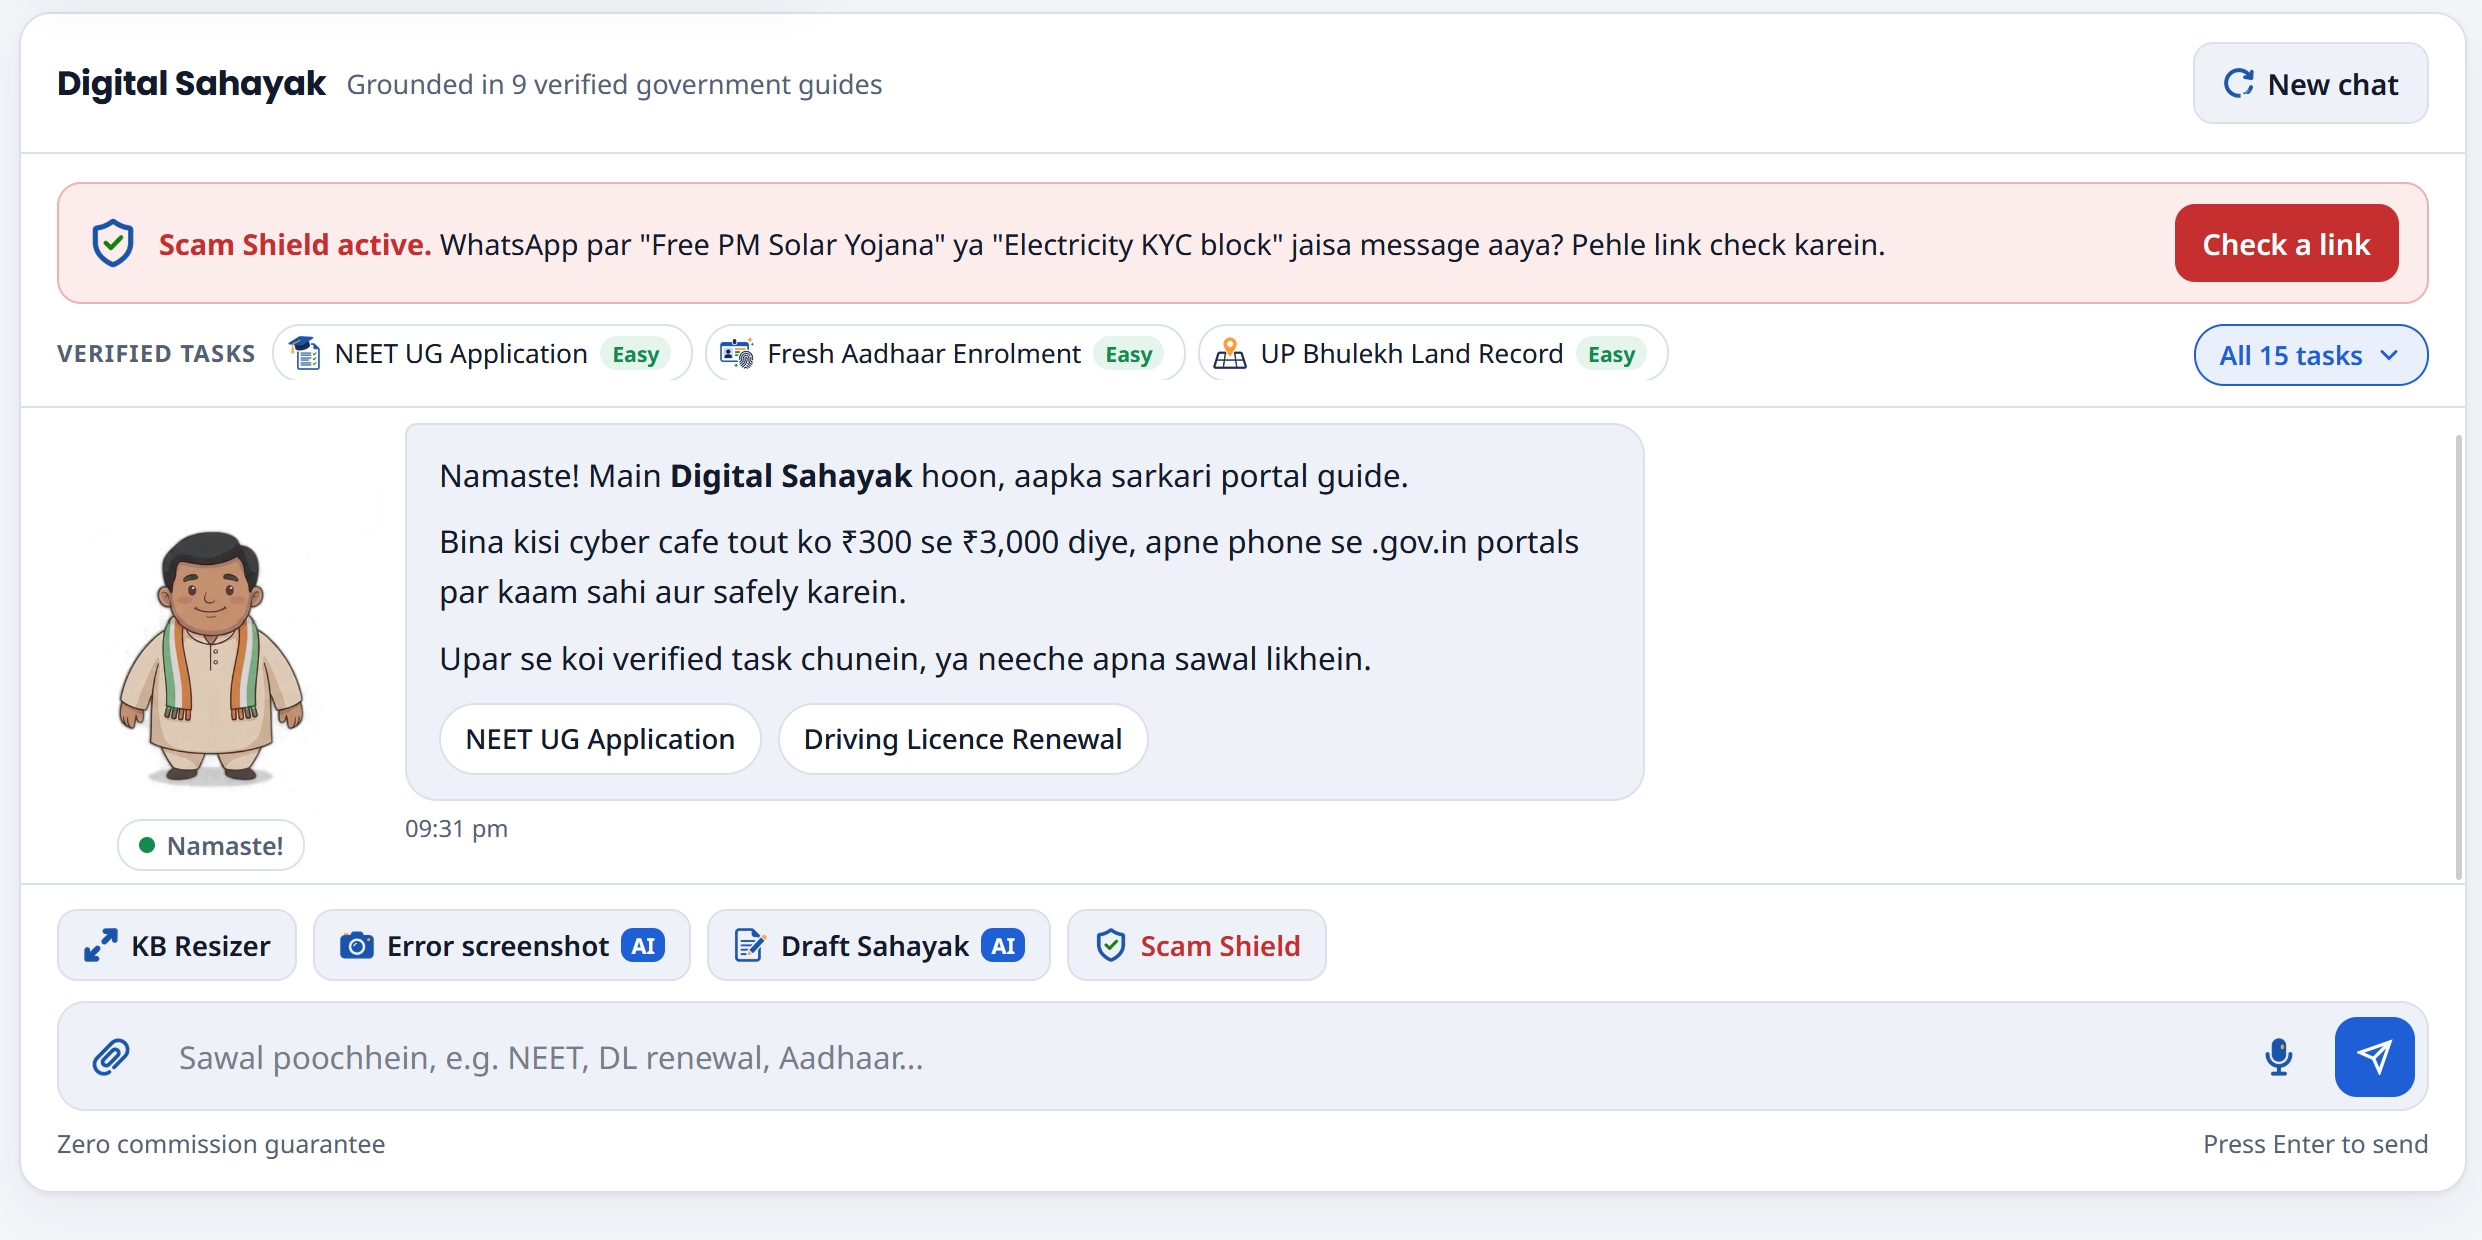 Digital Sahayak Grounded in 9 verified government guides
New chat
Scam Shield active. WhatsApp par "Free PM Solar Yojana" ya "Electricity KYC block" jaisa message aaya? Pehle link check karein.
Check a link
VERIFIED TASKS
NEET UG Application Easy
Fresh Aadhaar Enrolment Easy
UP Bhulekh Land Record Easy
All 15 tasks
Namaste! Main Digital Sahayak hoon, aapka sarkari portal guide.
Bina kisi cyber cafe tout ko ₹300 se ₹3,000 diye, apne phone se .gov.in portals
par kaam sahi aur safely karein.
Upar se koi verified task chunein, ya neeche apna sawal likhein.
NEET UG Application
Driving Licence Renewal
09:31 pm
Namaste!
KB Resizer
Error screenshot AI
Draft Sahayak AI
Scam Shield
Sawal poochhein, e.g. NEET, DL renewal, Aadhaar...
Zero commission guarantee
Press Enter to send